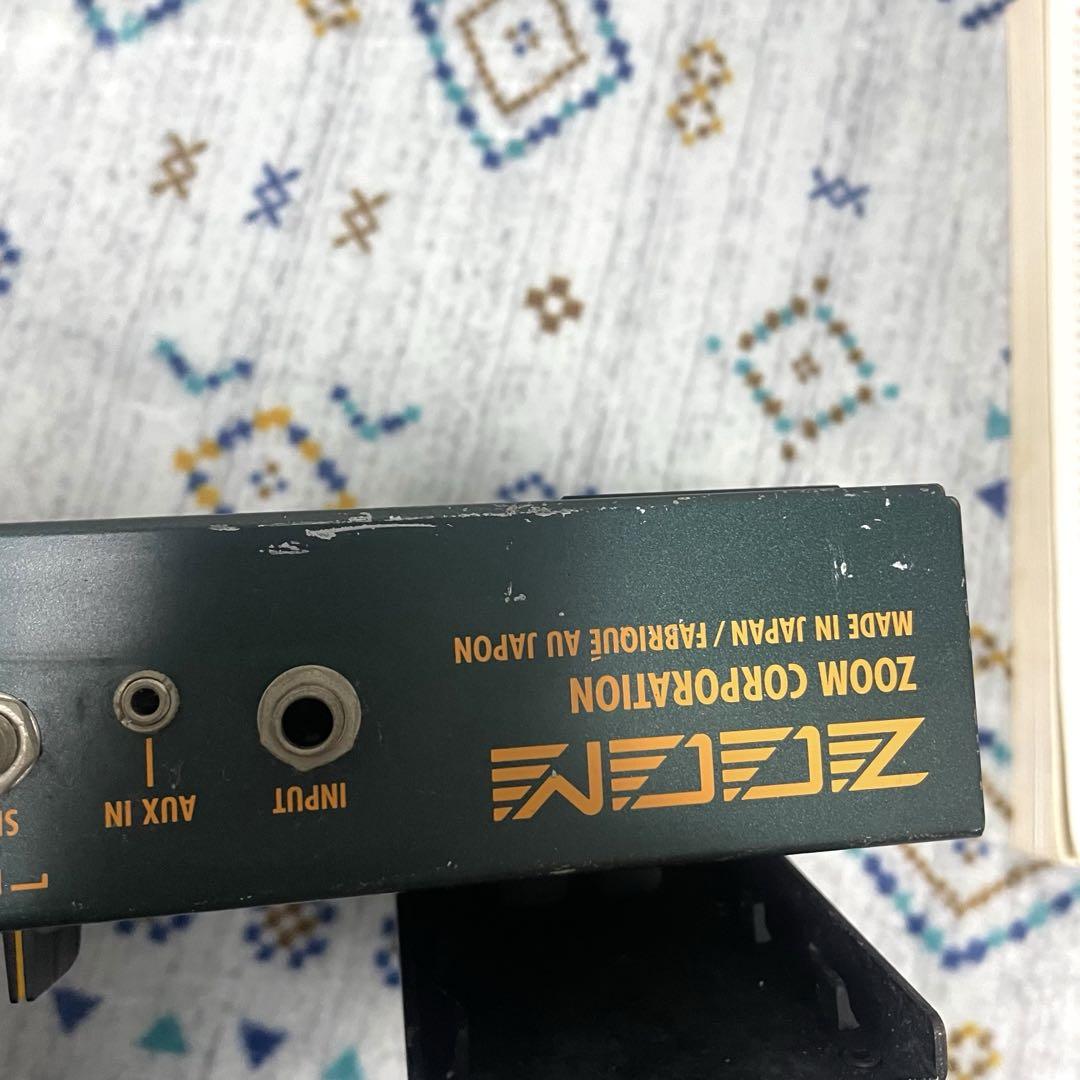 ZOOM
ZOOM CORPORATION
MADE IN JAPAN / FABRIQUÉ AU JAPON
INPUT
AUX IN